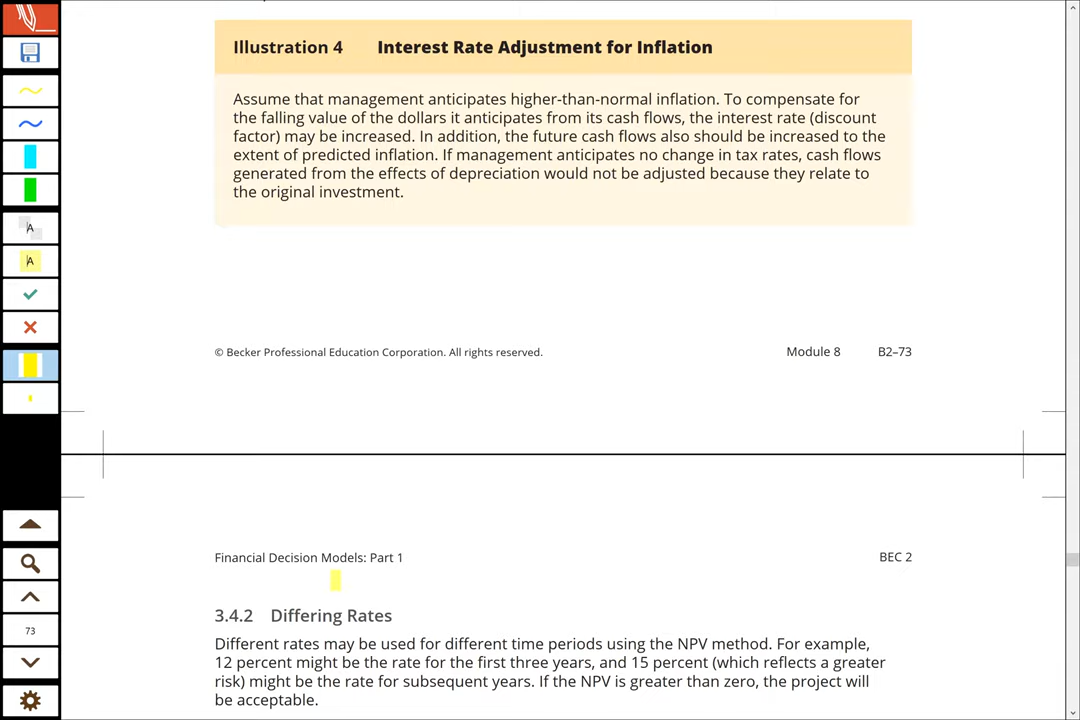 Illustration 4 Interest Rate Adjustment for Inflation
Assume that management anticipates higher-than-normal inflation. To compensate for
the falling value of the dollars it anticipates from its cash flows, the interest rate (discount
factor) may be increased. In addition, the future cash flows also should be increased to the
extent of predicted inflation. If management anticipates no change in tax rates, cash flows
generated from the effects of depreciation would not be adjusted because they relate to
the original investment.
A
A
© Becker Professional Education Corporation. All rights reserved. Module 8 B2–73
Financial Decision Models: Part 1 BEC 2
3.4.2 Differing Rates
73
Different rates may be used for different time periods using the NPV method. For example,
12 percent might be the rate for the first three years, and 15 percent (which reflects a greater
risk) might be the rate for subsequent years. If the NPV is greater than zero, the project will
be acceptable.